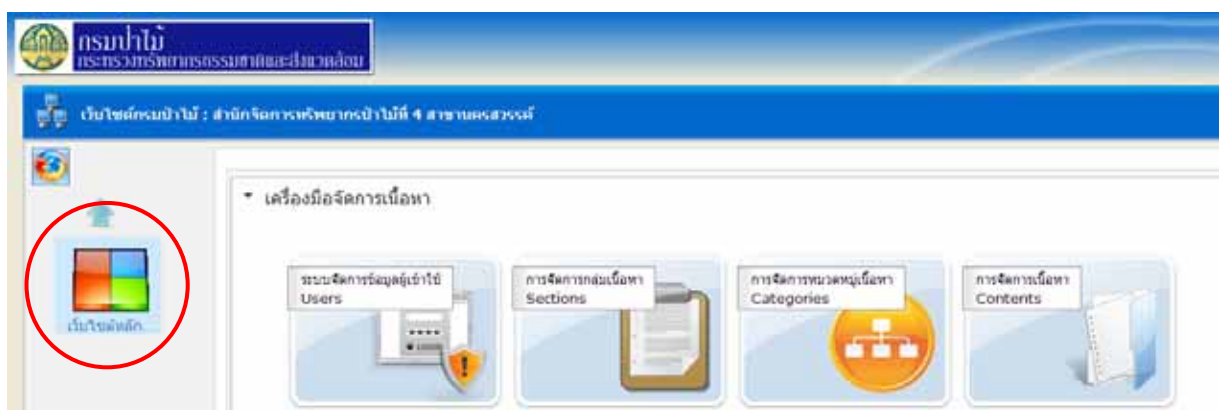 กรมป่าไม้
กระทรวงทรัพยากรธรรมชาติและสิ่งแวดล้อม
เว็บไซต์กรมป่าไม้ : สำนักจัดการทรัพยากรป่าไม้ที่ 4 สาขานครสวรรค์
เครื่องมือจัดการเนื้อหา
ระบบจัดการข้อมูลผู้เข้าใช้
Users
การจัดการกลุ่มเนื้อหา
Sections
การจัดการหมวดหมู่เนื้อหา
Categories
การจัดการเนื้อหา
Contents
เว็บไซต์หลัก